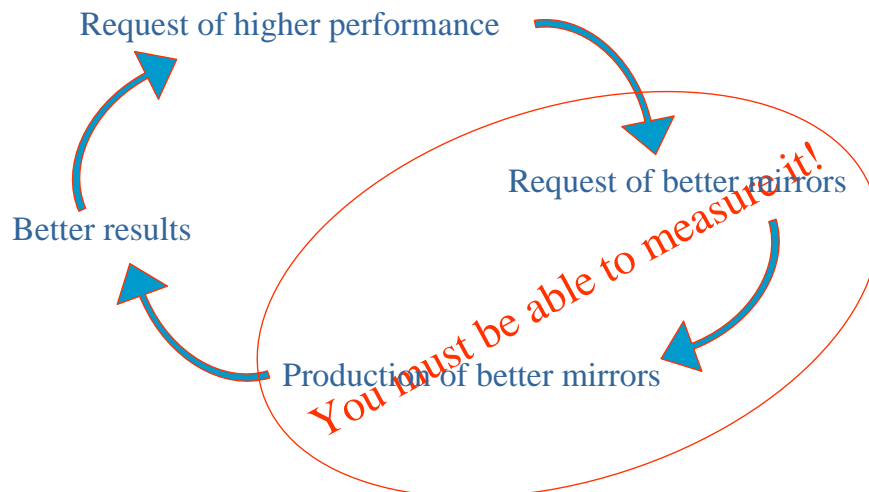 Request of higher performance
Request of better mirrors
You must be able to measure it!
Better results
Production of better mirrors